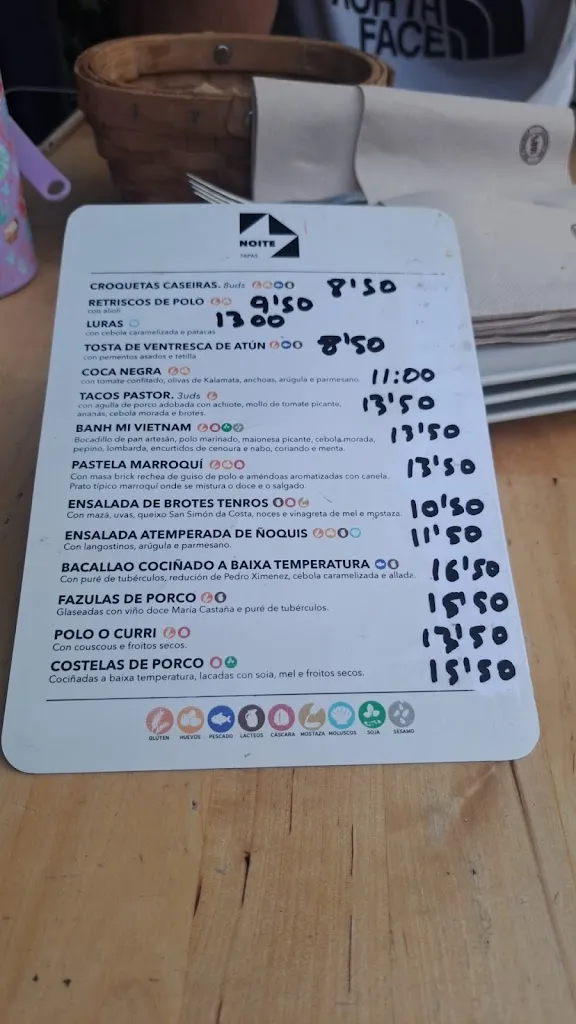 NORTH
FACE
NOITE
TAPAS
CROQUETAS CASEIRAS. 8uds 8'50
RETRISCOS DE POLO 9'50
con alioli
LURAS 13 00
con cebola caramelizada e patacas
TOSTA DE VENTRESCA DE ATÚN 8'50
con pementos asados e tetilla
COCA NEGRA 11:00
con tomate confitado, olivas de Kalamata, anchoas, arúgula e parmesano.
TACOS PASTOR. 3uds 13'50
con agulla de porco adobada con achiote, mollo de tomate picante,
ananás, cebola morada e brotes.
BANH MI VIETNAM 13'50
Bocadillo de pan artesán, polo marinado, maionesa picante, cebola morada,
pepino, lombarda, encurtidos de cenoura e nabo, coriando e menta.
PASTELA MARROQUÍ 13'50
Con masa brick rechea de guiso de polo e améndoas aromatizadas con canela.
Prato típico marroquí onde se mistura o doce e o salgado.
ENSALADA DE BROTES TENROS 10'50
Con mazá, uvas, queixo San Simón da Costa, noces e vinagreta de mel e mostaza.
ENSALADA ATEMPERADA DE ÑOQUIS 11'50
Con langostinos, arúgula e parmesano.
BACALLAO COCIÑADO A BAIXA TEMPERATURA 16'50
Con puré de tubérculos, redución de Pedro Ximenez, cebola caramelizada e allada.
FAZULAS DE PORCO 15'50
Glaseadas con viño doce María Castaña e puré de tubérculos.
POLO O CURRI 13'50
Con couscous e froitos secos.
COSTELAS DE PORCO 15'50
Cociñadas a baixa temperatura, lacadas con soia, mel e froitos secos.
GLUTEN HUEVOS PESCADO LÁCTEOS CÁSCARA MOSTAZA MOLUSCOS SOJA SÉSAMO